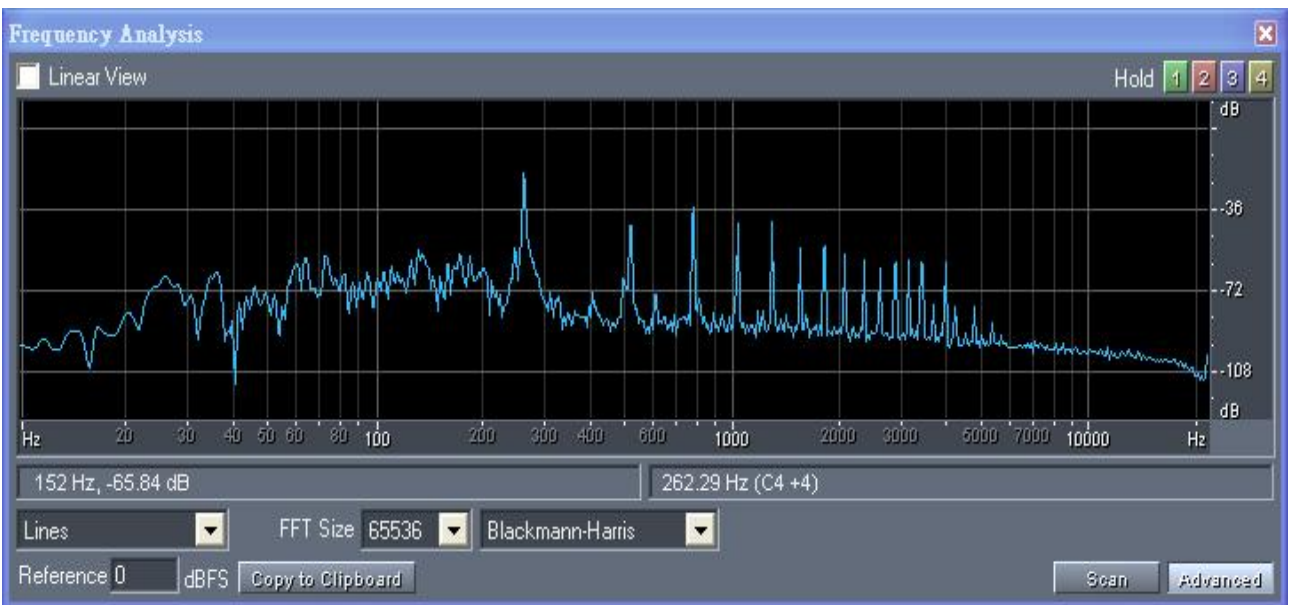 Frequency Analysis
Linear View
Hold 1 2 3 4
dB
-36
-72
-108
dB
Hz 20 30 40 50 60 80 100 200 300 400 600 1000 2000 3000 5000 7000 10000 Hz
152 Hz, -65.84 dB 262.29 Hz (C4 +4)
Lines FFT Size 65536 Blackmann-Harris
Reference 0 dBFS Copy to Clipboard Scan Advanced